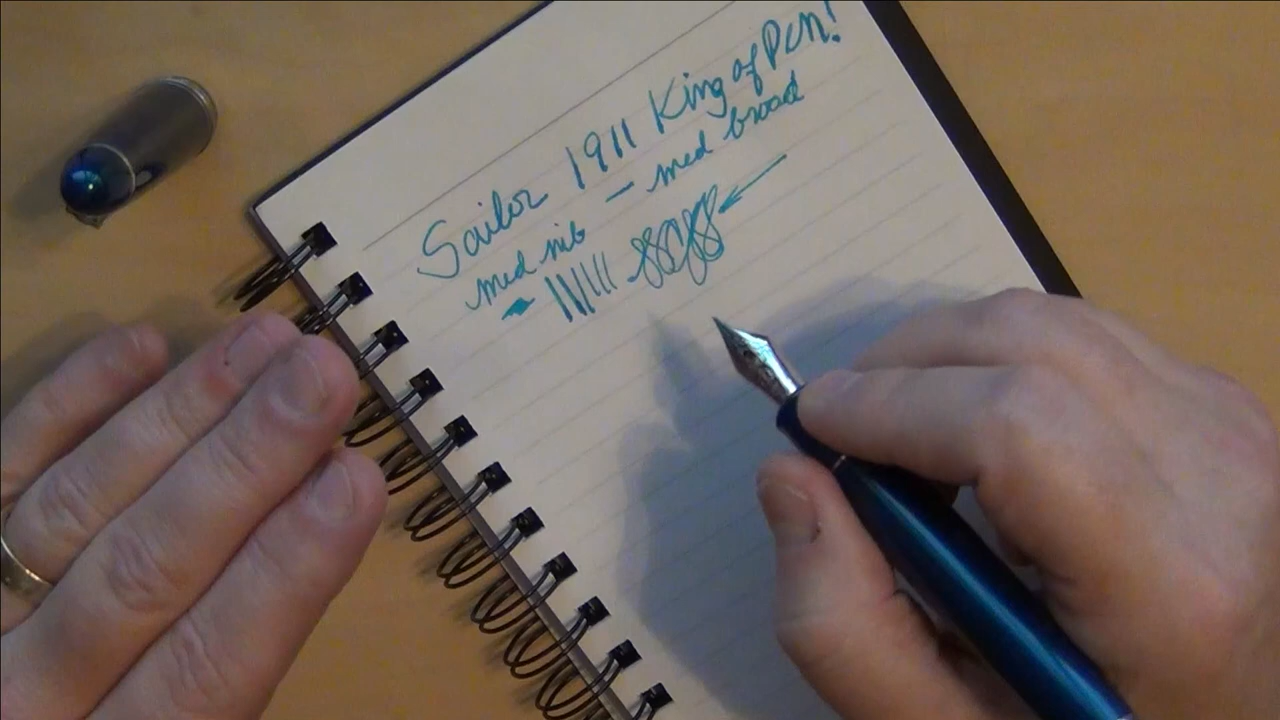 Sailor 1911 King of Pen!
med nib — med broad